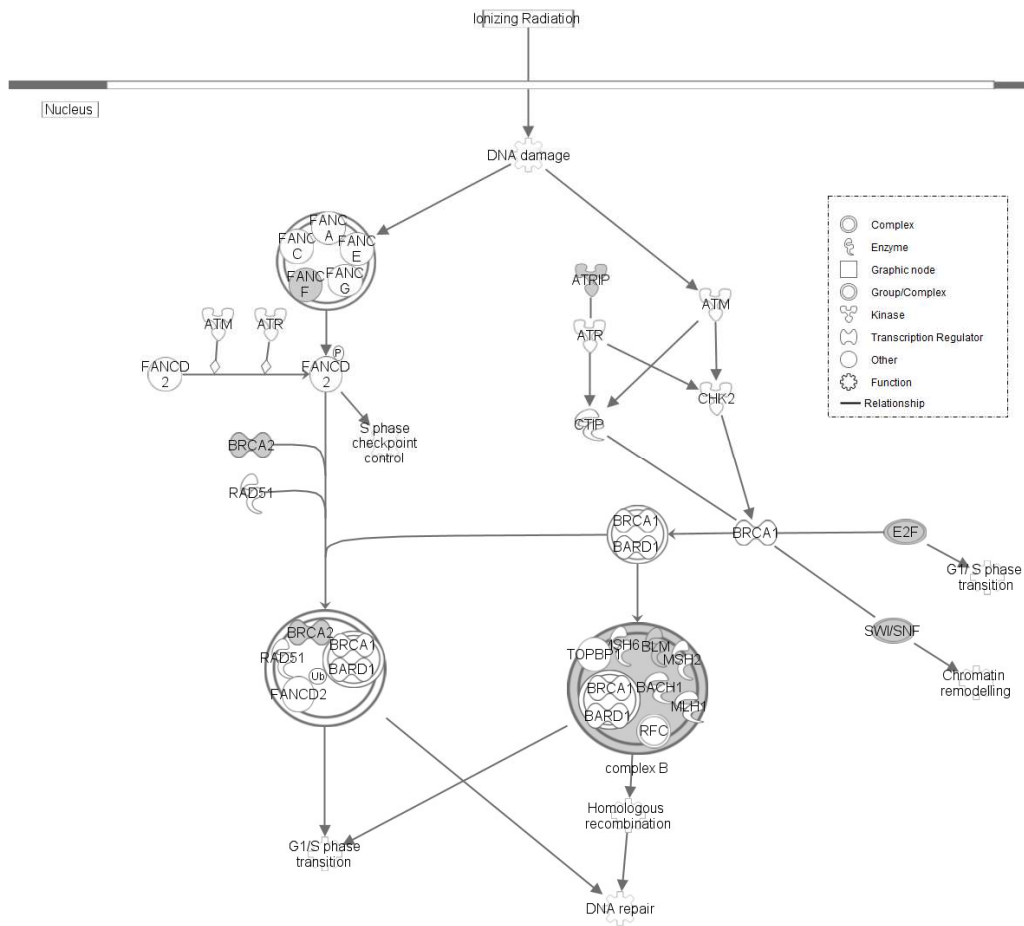 Ionizing Radiation
Nucleus
DNA damage
FANC
A
FANC
C
FANC
E
FANC
F
FANC
G
Complex
Enzyme
Graphic node
Group/Complex
Kinase
Transcription Regulator
Other
Function
Relationship
ATRIP
ATM
ATR
ATM
ATR
P
FANCD
2
FANCD
2
CHK2
CTIP
S phase
checkpoint
control
BRCA2
RAD51
BRCA1
BARD1
BRCA1
E2F
G1/ S phase
transition
SWI/SNF
Chromatin
remodelling
BRCA2
BRCA1
RAD51
BARD1
Ub
FANCD2
TOPBP1
BLM
MSH2
BRCA1
BACH1
BARD1
MLH1
RFC
complex B
Homologous
recombination
G1/S phase
transition
DNA repair